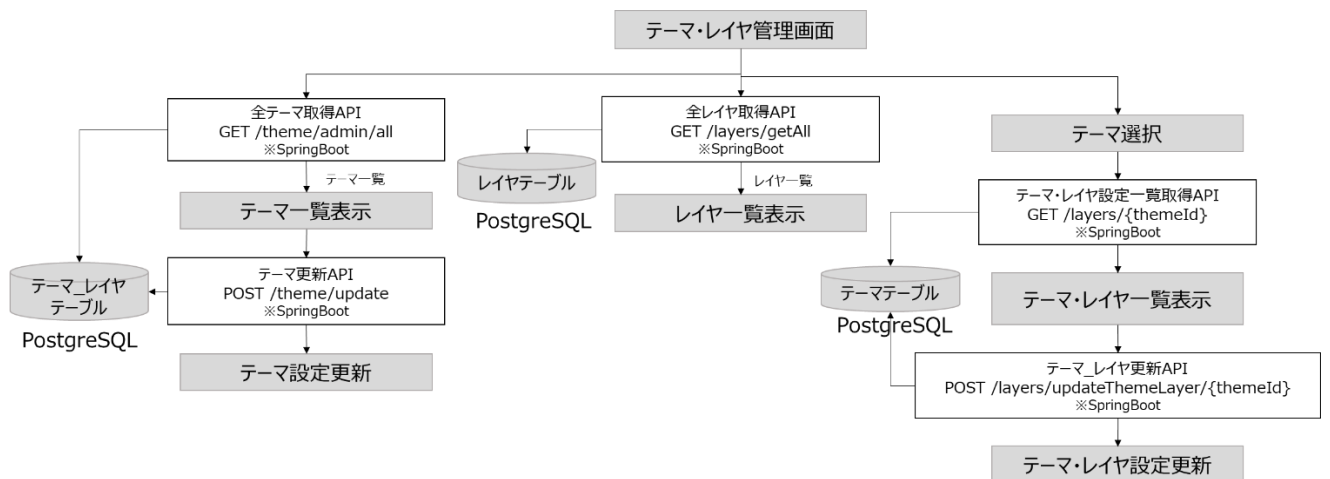 テーマ・レイヤ管理画面
全テーマ取得API
GET /theme/admin/all
※SpringBoot
テーマ一覧
テーマ一覧表示
テーマ更新API
POST /theme/update
※SpringBoot
テーマ_レイヤ
テーブル
PostgreSQL
テーマ設定更新
全レイヤ取得API
GET /layers/getAll
※SpringBoot
レイヤテーブル
PostgreSQL
レイヤ一覧
レイヤ一覧表示
テーマ選択
テーマ・レイヤ設定一覧取得API
GET /layers/{themeId}
※SpringBoot
テーマテーブル
PostgreSQL
テーマ・レイヤ一覧表示
テーマ_レイヤ更新API
POST /layers/updateThemeLayer/{themeId}
※SpringBoot
テーマ・レイヤ設定更新